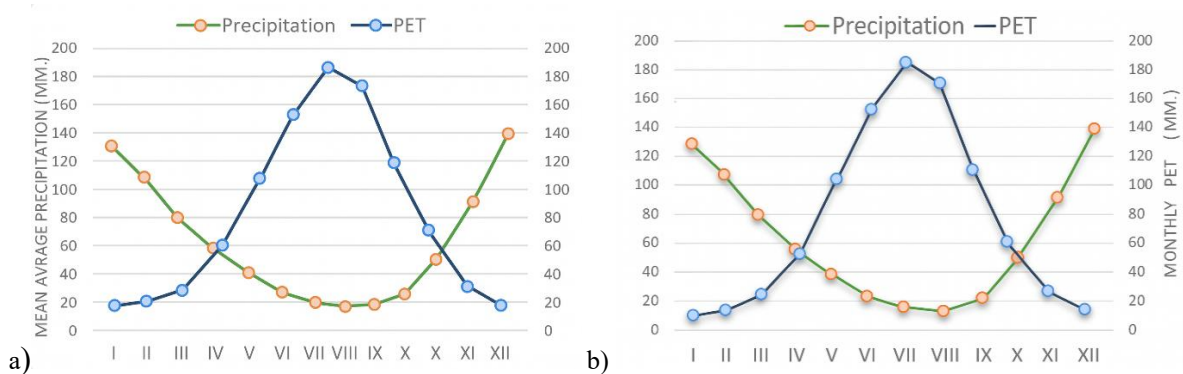 Precipitation PET
MEAN AVRAGE PRECIPITATION (MM.)
200 200
180 180
160 160
140 140
120 120
100 100
80 80
60 60
40 40
20 20
0 0
I II III IV V VI VII VIII IX X X XI XII
a)
Precipitation PET
200 200
180 180
160 160
140 140
120 120
100 100
80 80
60 60
40 40
20 20
0 0
MONTHLY PET (MM.)
I II III IV V VI VII VIII IX X XI XII
b)